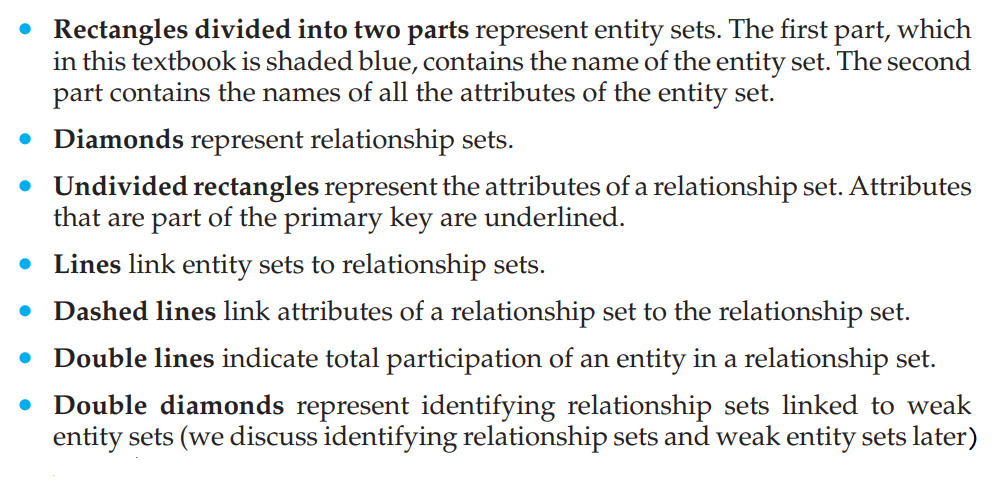 • Rectangles divided into two parts represent entity sets. The first part, which
in this textbook is shaded blue, contains the name of the entity set. The second
part contains the names of all the attributes of the entity set.
• Diamonds represent relationship sets.
• Undivided rectangles represent the attributes of a relationship set. Attributes
that are part of the primary key are underlined.
• Lines link entity sets to relationship sets.
• Dashed lines link attributes of a relationship set to the relationship set.
• Double lines indicate total participation of an entity in a relationship set.
• Double diamonds represent identifying relationship sets linked to weak
entity sets (we discuss identifying relationship sets and weak entity sets later)